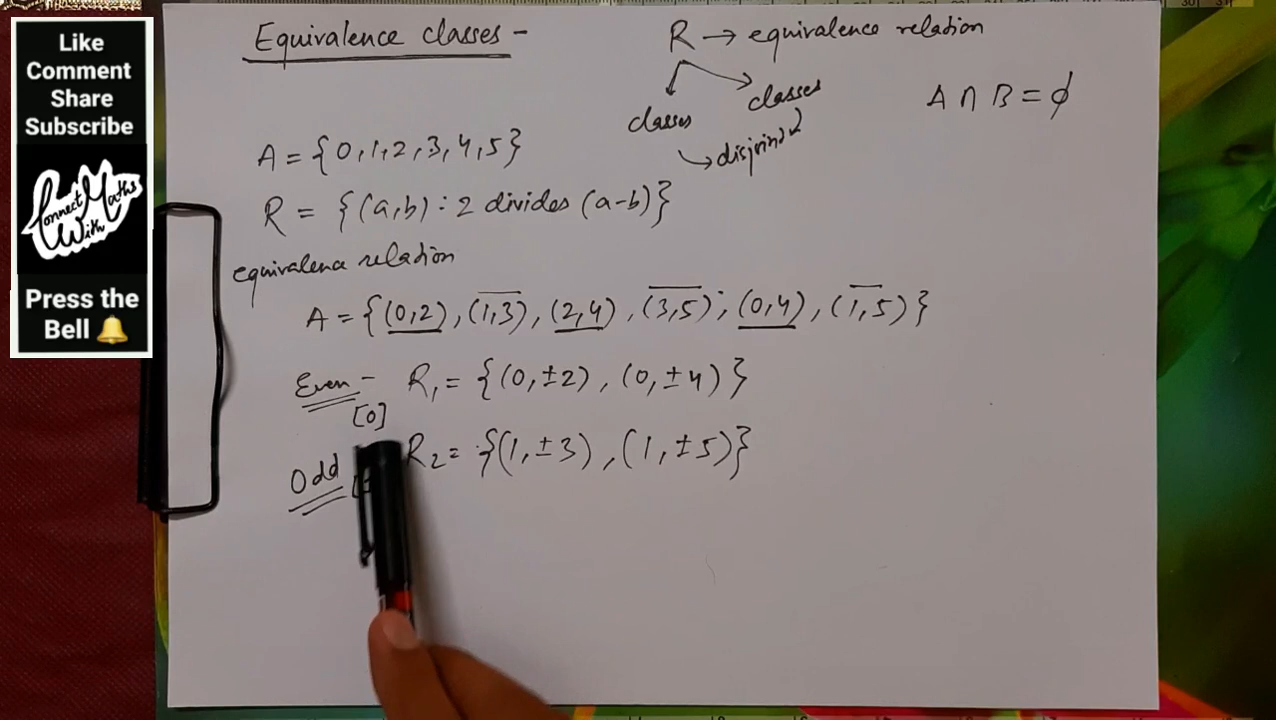 Like
Comment
Share
Subscribe
Connect
With
Maths
Press the
Bell 🔔
Equivalence classes -
R → equivalence relation
classes
classes
disjoint
A ∩ B = ϕ
A = {0,1,2,3,4,5}
R = {(a,b) : 2 divides (a-b)}
equivalence relation
A = {(0,2), (1,3), (2,4), (3,5), (0,4), (1,5)}
Even - R₁ = {(0,±2), (0,±4)}
[0]
Odd R₂ = {(1,±3), (1,±5)}